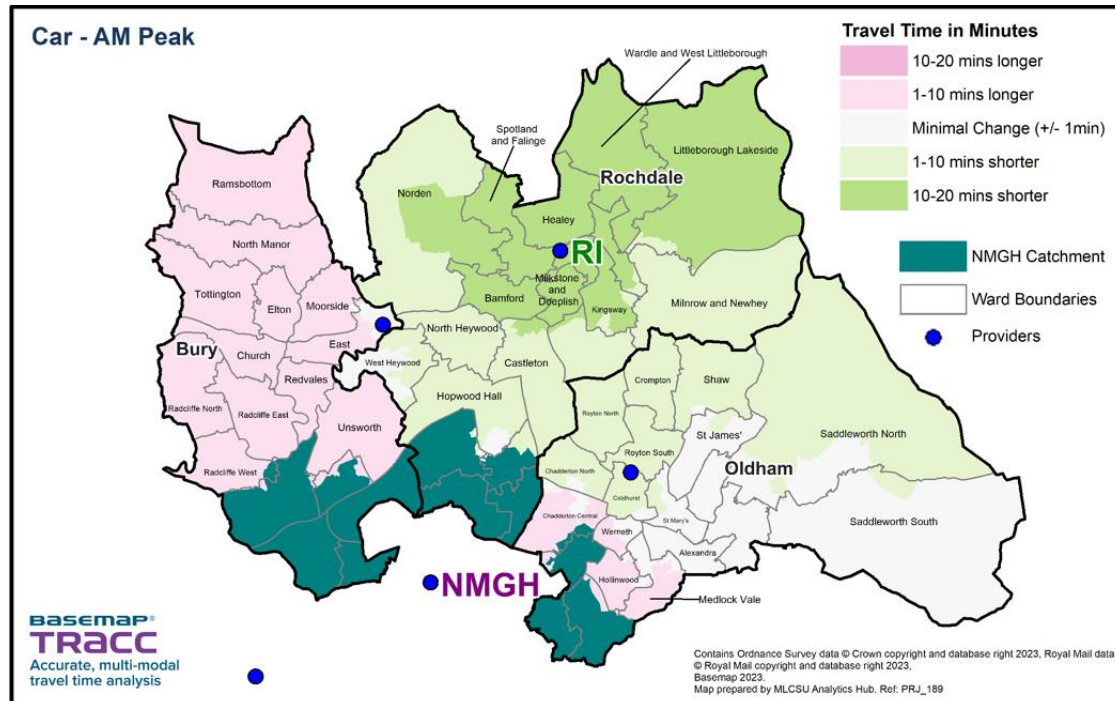 Car - AM Peak
Travel Time in Minutes
10-20 mins longer
1-10 mins longer
Minimal Change (+/- 1min)
1-10 mins shorter
10-20 mins shorter
NMGH Catchment
Ward Boundaries
Providers
Wardle and West Littleborough
Spotland
and Falinge
Littleborough Lakeside
Rochdale
Norden
Healey
RI
Milkstone
and
Deeplish
Bamford
Kingsway
Milnrow and Newhey
Ramsbottom
North Manor
Tottington
Elton
Moorside
East
Bury
Church
Redvales
Radcliffe North
Radcliffe East
Unsworth
Radcliffe West
North Heywood
West Heywood
Castleton
Hopwood Hall
Crompton
Shaw
Royton North
St James'
Saddleworth North
Royton South
Oldham
Chadderton North
Coldhurst
Saddleworth South
Chadderton Central
St Mary's
Werneth
Alexandra
Hollinwood
Medlock Vale
NMGH
BASEMAP®
TRACC
Accurate, multi-modal
travel time analysis
Contains Ordnance Survey data © Crown copyright and database right 2023, Royal Mail data
© Royal Mail copyright and database right 2023,
Basemap 2023.
Map prepared by MLCSU Analytics Hub. Ref: PRJ_189